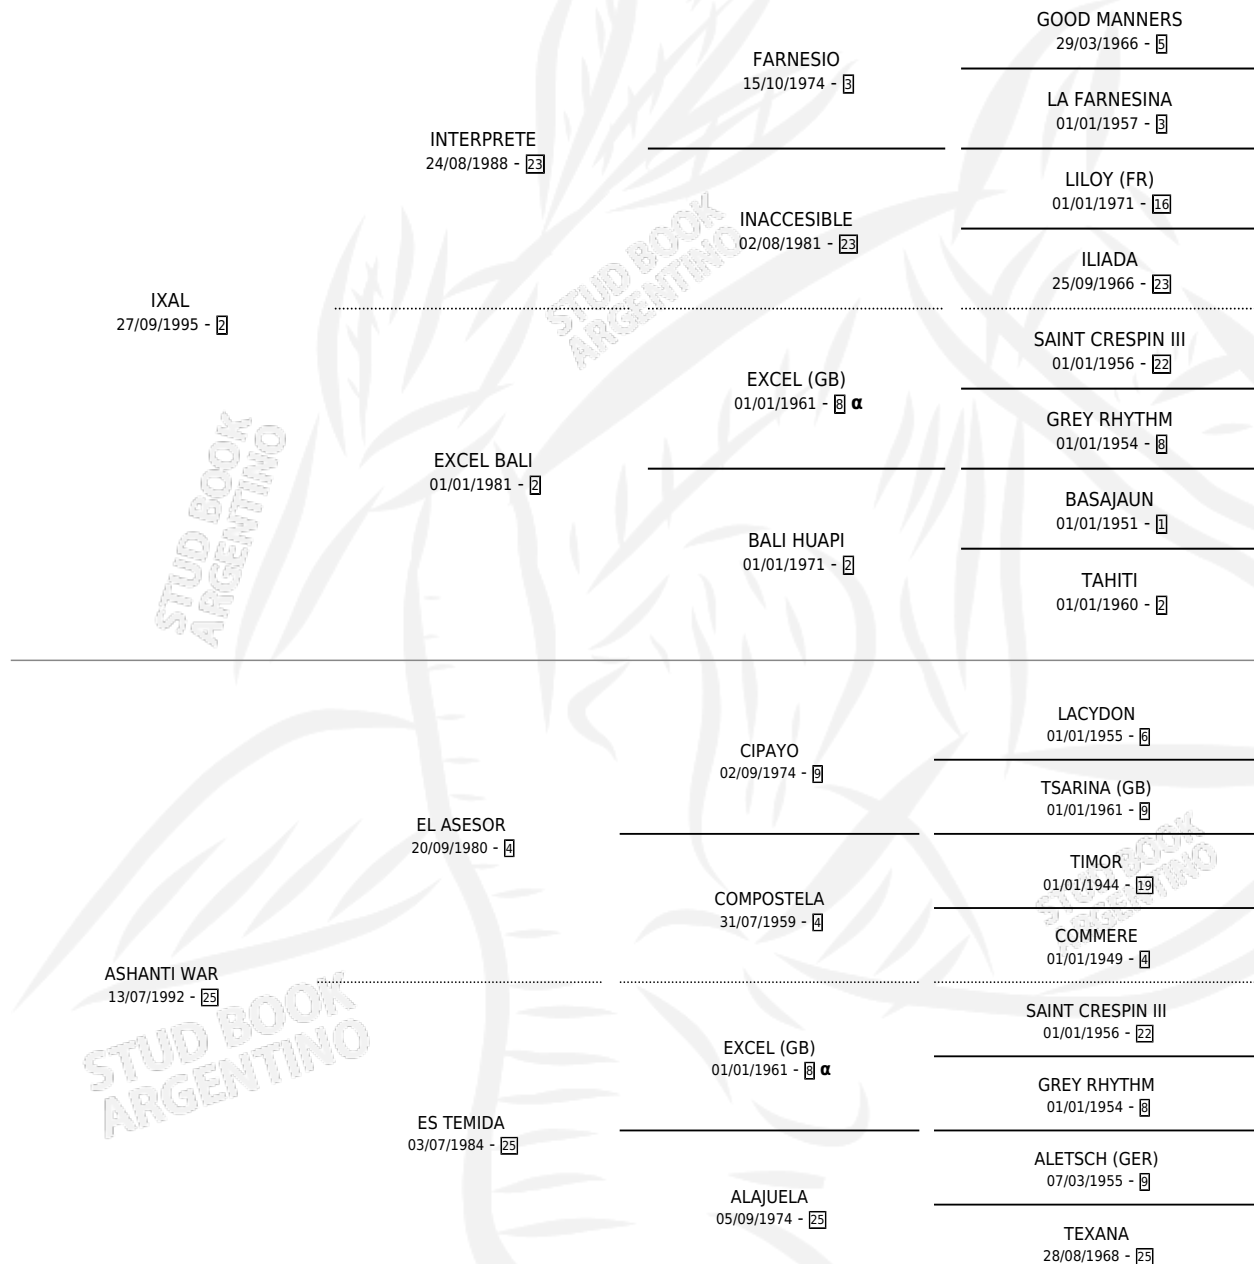 GOOD MANNERS
29/03/1966 - 5
FARNESIO
15/10/1974 - 3
LA FARNESINA
01/01/1957 - 3
INTERPRETE
24/08/1988 - 23
LILOY (FR)
01/01/1971 - 16
INACCESIBLE
02/08/1981 - 23
ILIADA
25/09/1966 - 23
STUD BOOK
ARGENTINO
IXAL
27/09/1995 - 2
SAINT CRESPIN III
01/01/1956 - 22
EXCEL (GB)
01/01/1961 - 8 α
GREY RHYTHM
01/01/1954 - 8
EXCEL BALI
01/01/1981 - 2
BASAJAUN
01/01/1951 - 1
BALI HUAPI
01/01/1971 - 2
TAHITI
01/01/1960 - 2
STUD BOOK
ARGENTINO
LACYDON
01/01/1955 - 6
CIPAYO
02/09/1974 - 9
TSARINA (GB)
01/01/1961 - 9
EL ASESOR
20/09/1980 - 4
TIMOR
01/01/1944 - 19
STUD BOOK
ARGENTINO
COMPOSTELA
31/07/1959 - 4
COMMERE
01/01/1949 - 4
ASHANTI WAR
13/07/1992 - 25
STUD BOOK
ARGENTINO
SAINT CRESPIN III
01/01/1956 - 22
EXCEL (GB)
01/01/1961 - 8 α
GREY RHYTHM
01/01/1954 - 8
ES TEMIDA
03/07/1984 - 25
ALETSCH (GER)
07/03/1955 - 9
ALAJUELA
05/09/1974 - 25
TEXANA
28/08/1968 - 25